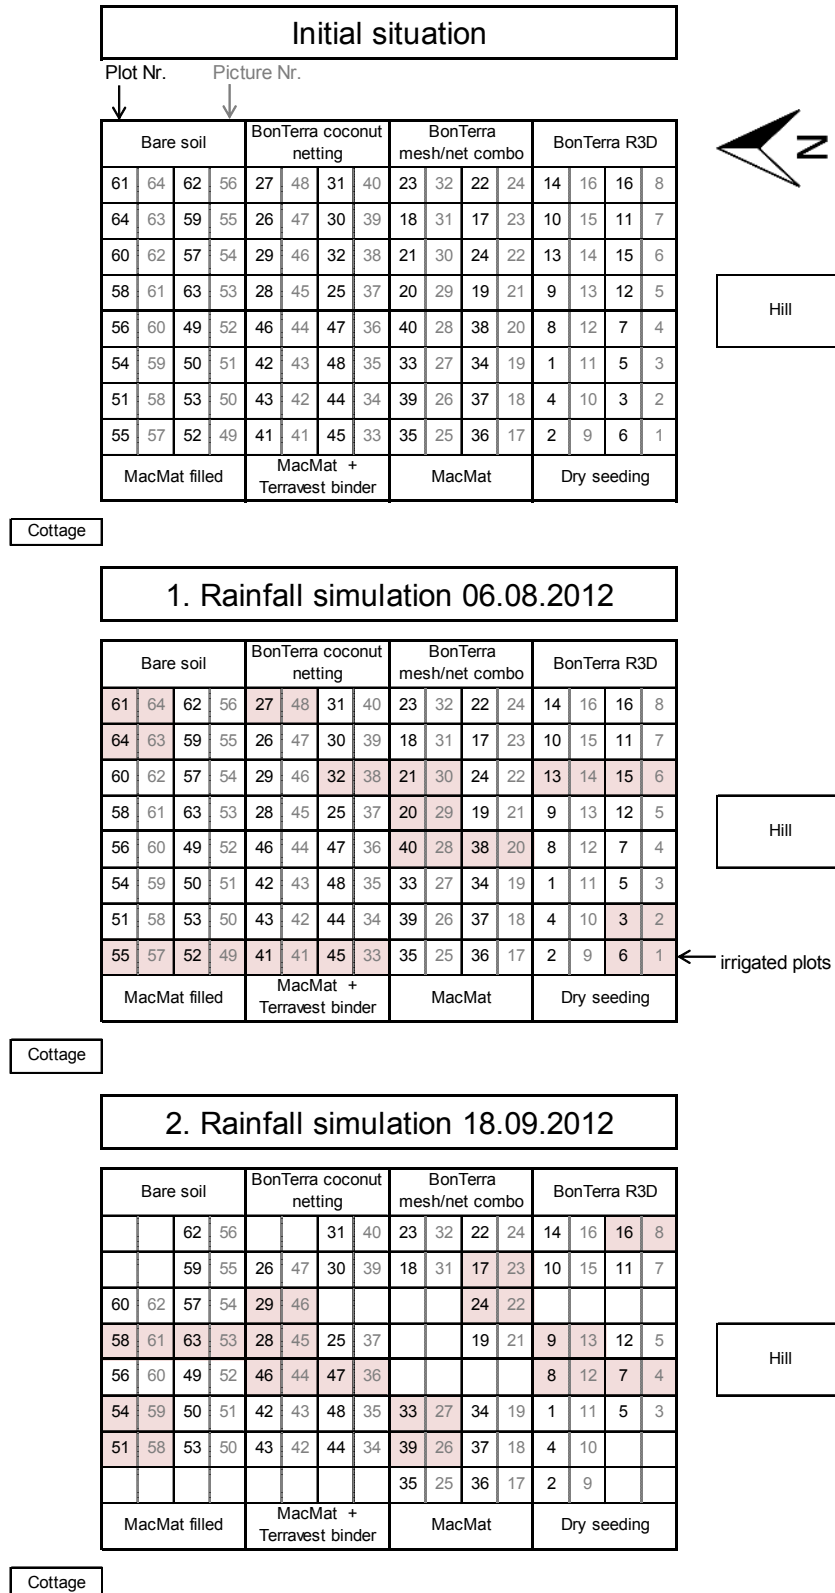 Initial situation
Plot Nr. Picture Nr.
Bare soil BonTerra coconut netting BonTerra mesh/net combo BonTerra R3D
N
61 64 62 56 27 48 31 40 23 32 22 24 14 16 16 8
64 63 59 55 26 47 30 39 18 31 17 23 10 15 11 7
60 62 57 54 29 46 32 38 21 30 24 22 13 14 15 6
58 61 63 53 28 45 25 37 20 29 19 21 9 13 12 5
Hill
56 60 49 52 46 44 47 36 40 28 38 20 8 12 7 4
54 59 50 51 42 43 48 35 33 27 34 19 1 11 5 3
51 58 53 50 43 42 44 34 39 26 37 18 4 10 3 2
55 57 52 49 41 41 45 33 35 25 36 17 2 9 6 1
MacMat filled MacMat + Terravest binder MacMat Dry seeding
Cottage
1. Rainfall simulation 06.08.2012
Bare soil BonTerra coconut netting BonTerra mesh/net combo BonTerra R3D
61 64 62 56 27 48 31 40 23 32 22 24 14 16 16 8
64 63 59 55 26 47 30 39 18 31 17 23 10 15 11 7
60 62 57 54 29 46 32 38 21 30 24 22 13 14 15 6
58 61 63 53 28 45 25 37 20 29 19 21 9 13 12 5
Hill
56 60 49 52 46 44 47 36 40 28 38 20 8 12 7 4
54 59 50 51 42 43 48 35 33 27 34 19 1 11 5 3
51 58 53 50 43 42 44 34 39 26 37 18 4 10 3 2
55 57 52 49 41 41 45 33 35 25 36 17 2 9 6 1
irrigated plots
MacMat filled MacMat + Terravest binder MacMat Dry seeding
Cottage
2. Rainfall simulation 18.09.2012
Bare soil BonTerra coconut netting BonTerra mesh/net combo BonTerra R3D
62 56 31 40 23 32 22 24 14 16 16 8
59 55 26 47 30 39 18 31 17 23 10 15 11 7
60 62 57 54 29 46 24 22
58 61 63 53 28 45 25 37 19 21 9 13 12 5
Hill
56 60 49 52 46 44 47 36 8 12 7 4
54 59 50 51 42 43 48 35 33 27 34 19 1 11 5 3
51 58 53 50 43 42 44 34 39 26 37 18 4 10
35 25 36 17 2 9
MacMat filled MacMat + Terravest binder MacMat Dry seeding
Cottage